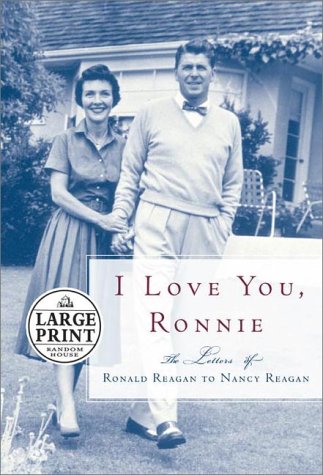 I LOVE YOU,
RONNIE
The Letters of
RONALD REAGAN TO NANCY REAGAN
LARGE
PRINT
RANDOM
HOUSE